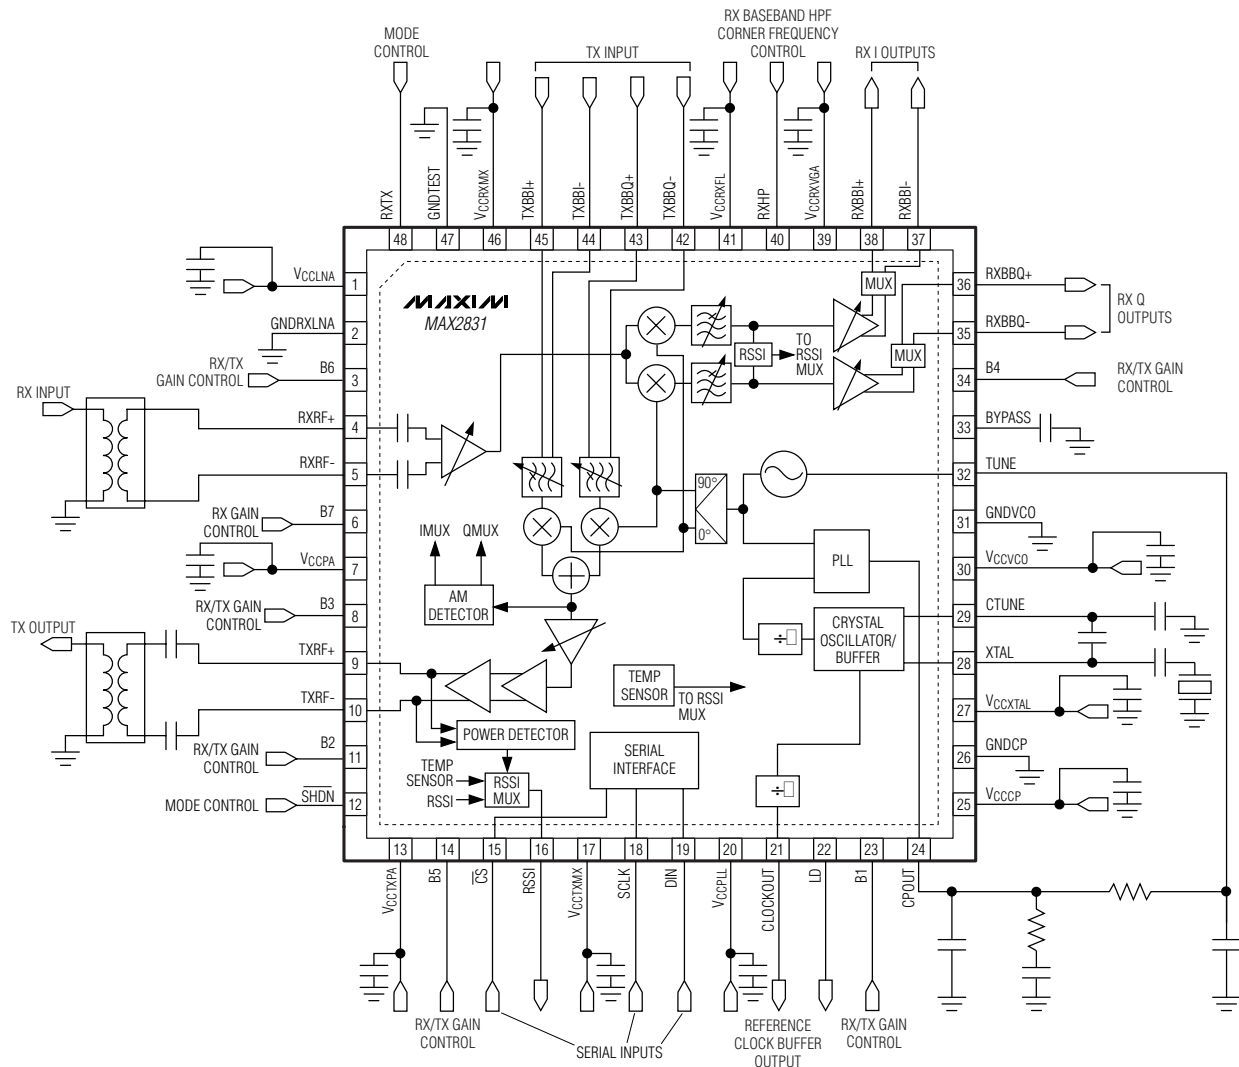 MODE
CONTROL
TX INPUT
RX BASEBAND HPF
CORNER FREQUENCY
CONTROL
RX I OUTPUTS
RXTX
GNDTEST
VCCRXMX
TXBBI+
TXBBI-
TXBBQ+
TXBBQ-
VCCRXFL
RXHP
VCCRXVGA
RXBBI+
RXBBI-
48
47
46
45
44
43
42
41
40
39
38
37
VCCLNA
1
GNDRXLNA
2
RX/TX
GAIN CONTROL
B6
3
RX INPUT
RXRF+
4
RXRF-
5
RX GAIN
CONTROL
B7
6
VCCPA
7
RX/TX GAIN
CONTROL
B3
8
TX OUTPUT
TXRF+
9
TXRF-
10
RX/TX GAIN
CONTROL
B2
11
MODE CONTROL
SHDN
12
MAXIM
MAX2831
MUX
MUX
RSSI
TO
RSSI
MUX
90°
0°
IMUX
QMUX
AM
DETECTOR
PLL
÷
CRYSTAL
OSCILLATOR/
BUFFER
TEMP
SENSOR
TO RSSI
MUX
POWER DETECTOR
TEMP
SENSOR
RSSI
RSSI
MUX
SERIAL
INTERFACE
÷
36
RXBBQ+
35
RXBBQ-
RX Q
OUTPUTS
34
B4
RX/TX GAIN
CONTROL
33
BYPASS
32
TUNE
31
GNDVCO
30
VCCVCO
29
CTUNE
28
XTAL
27
VCCXTAL
26
GNDCP
25
VCCCP
13
14
15
16
17
18
19
20
21
22
23
24
VCCTXPA
B5
CS
RSSI
VCCTXMX
SCLK
DIN
VCCPLL
CLOCKOUT
LD
B1
CPOUT
RX/TX GAIN
CONTROL
SERIAL INPUTS
REFERENCE
CLOCK BUFFER
OUTPUT
RX/TX GAIN
CONTROL